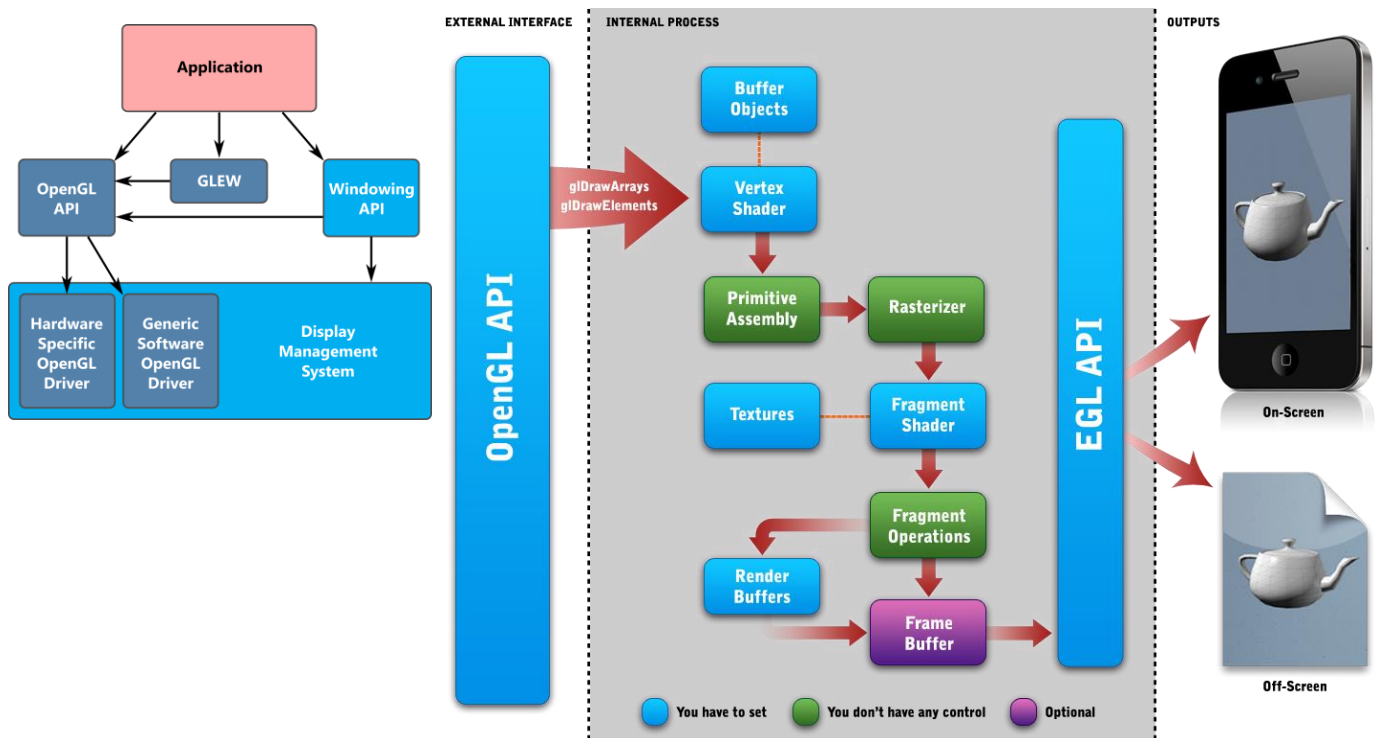 Application
OpenGL
API
GLEW
Windowing
API
Hardware
Specific
OpenGL
Driver
Generic
Software
OpenGL
Driver
Display
Management
System
EXTERNAL INTERFACE
INTERNAL PROCESS
OUTPUTS
OpenGL API
glDrawArrays
glDrawElements
Buffer
Objects
Vertex
Shader
Primitive
Assembly
Rasterizer
Textures
Fragment
Shader
Fragment
Operations
Render
Buffers
Frame
Buffer
EGL API
On-Screen
Off-Screen
You have to set
You don't have any control
Optional